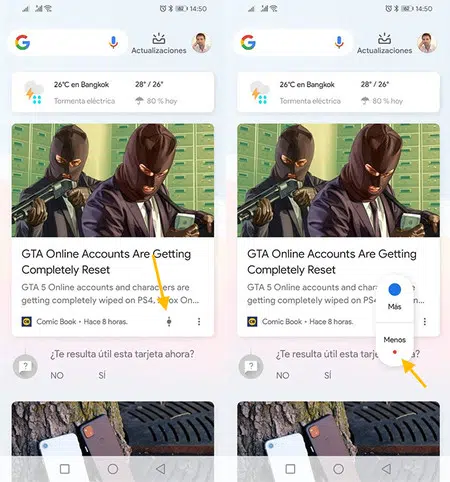 14:50
Actualizaciones
26°C en Bangkok
28° / 26°
Tormenta eléctrica
80 % hoy
GTA Online Accounts Are Getting
Completely Reset
GTA 5 Online accounts and characters are
getting completely wiped on PS4, Xbox On...
Comic Book • Hace 8 horas.
¿Te resulta útil esta tarjeta ahora?
NO
SÍ
14:50
Actualizaciones
26°C en Bangkok
28° / 26°
Tormenta eléctrica
80 % hoy
GTA Online Accounts Are Getting
Completely Reset
GTA 5 Online accounts and characters are
getting completely wiped on PS4,
Comic Book • Hace 8 horas.
Más
Menos
¿Te resulta útil esta tarjeta ahora?
NO
SÍ